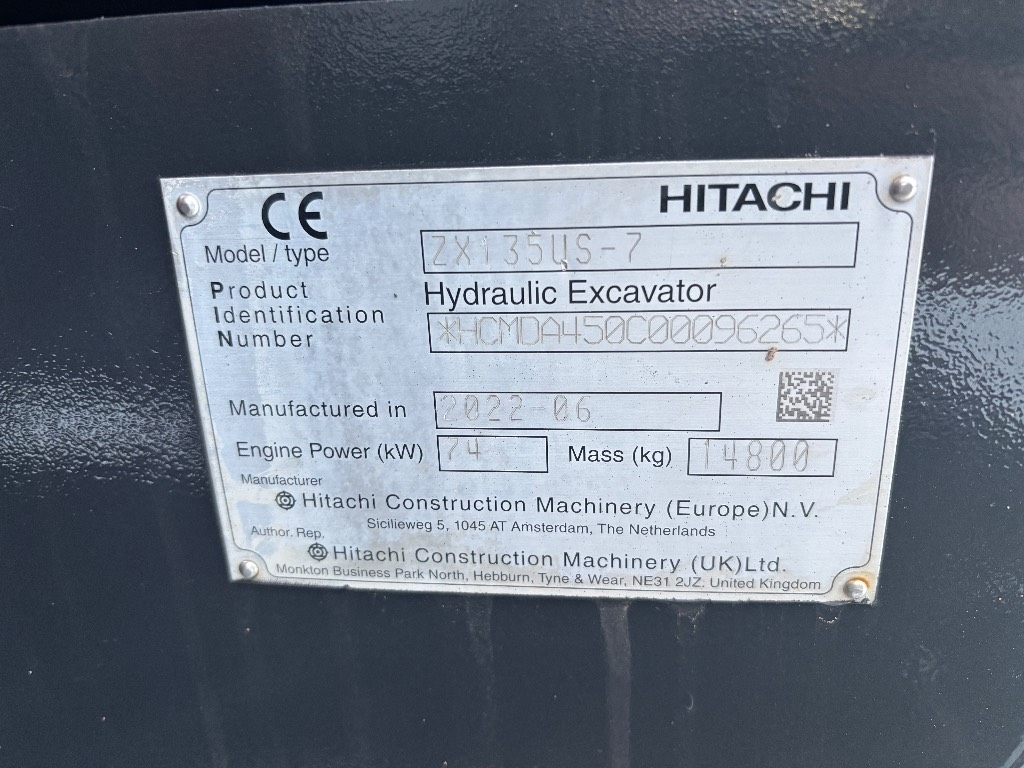 CE HITACHI
Model / type ZX135US-7
Product Hydraulic Excavator
Identification
Number *HCMDA450C00096265*
Manufactured in 2022-06
Engine Power (kW) 74 Mass (kg) 14800
Manufacturer
Hitachi Construction Machinery (Europe) N.V.
Sicilieweg 5, 1045 AT Amsterdam, The Netherlands
Author. Rep.
Hitachi Construction Machinery (UK) Ltd.
Monkton Business Park North, Hebburn, Tyne & Wear, NE31 2JZ. United Kingdom